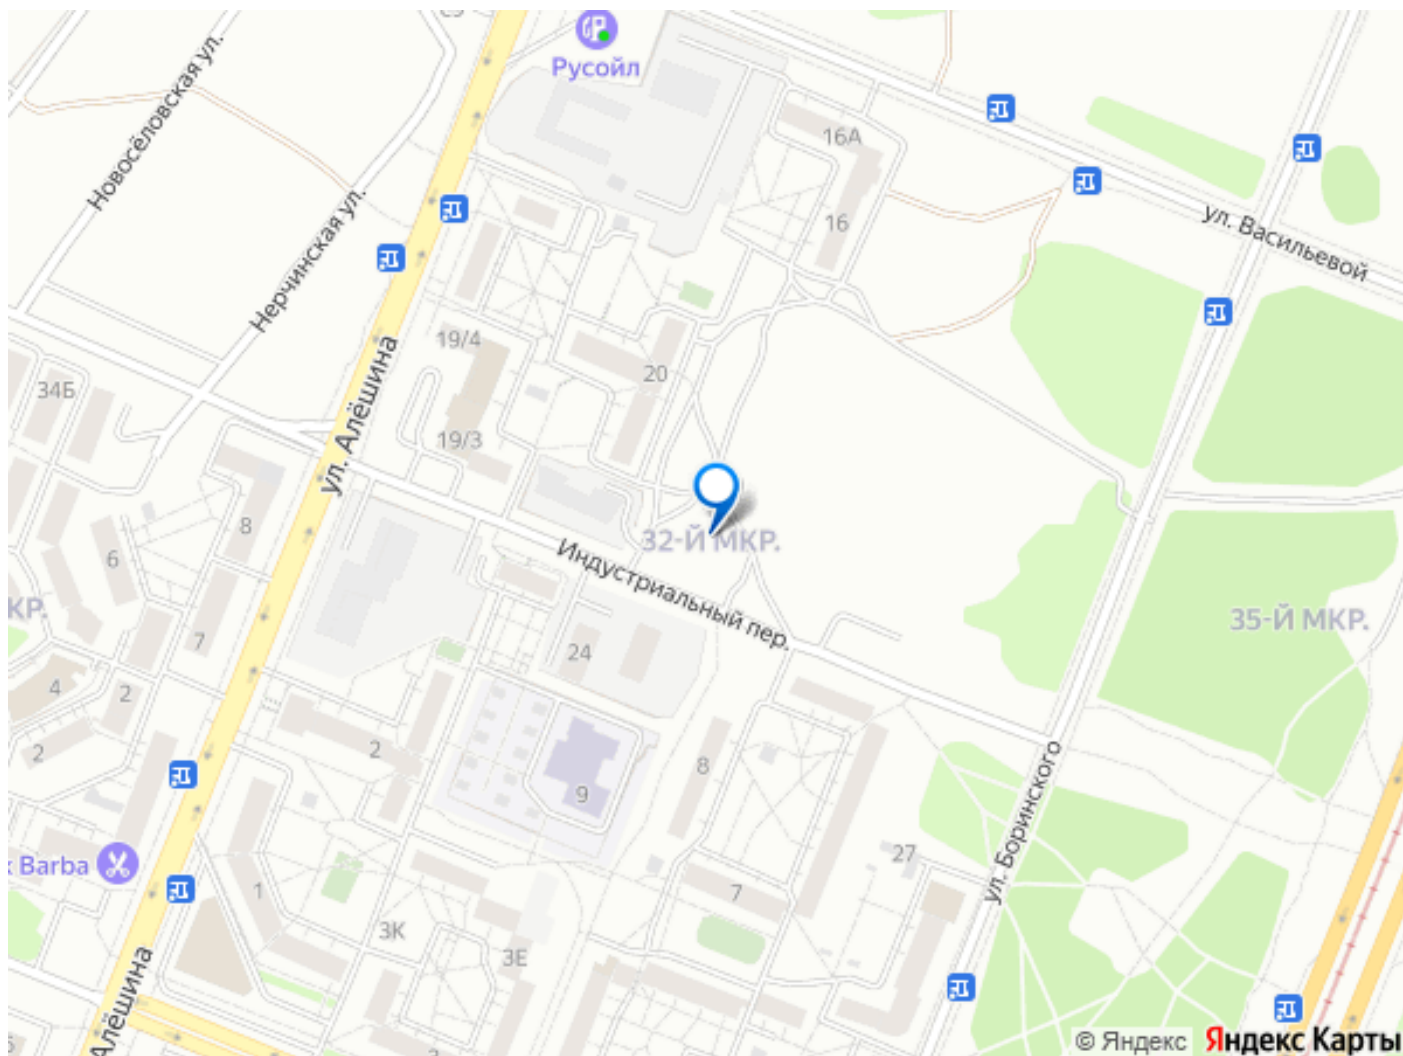 Русойл
Новосёловская ул.
16А
16
ул. Васильевой
Нерчинская ул.
19/4
20
34Б
ул. Алёшина
19/3
8
32-Й МКР.
6
Индустриальный пер.
КР.
35-Й МКР.
7
24
4
2
2
2
8
9
ул. Боринского
Barba
27
1
7
3К
3Е
Алёшина
© Яндекс
Яндекс Карты